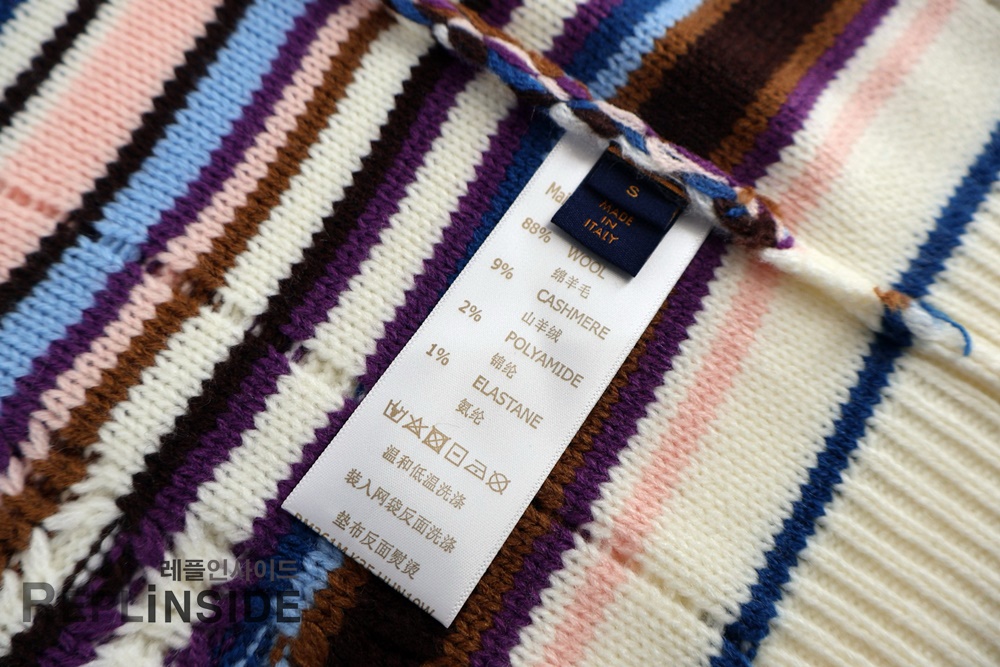 S
MADE
IN
ITALY
88% WOOL
绵羊毛
9% CASHMERE
山羊绒
2% POLYAMIDE
锦纶
1% ELASTANE
氨纶
温和低温洗涤
装入网袋反面洗涤
垫布反面熨烫
레플인사이드
REPLiNSIDE